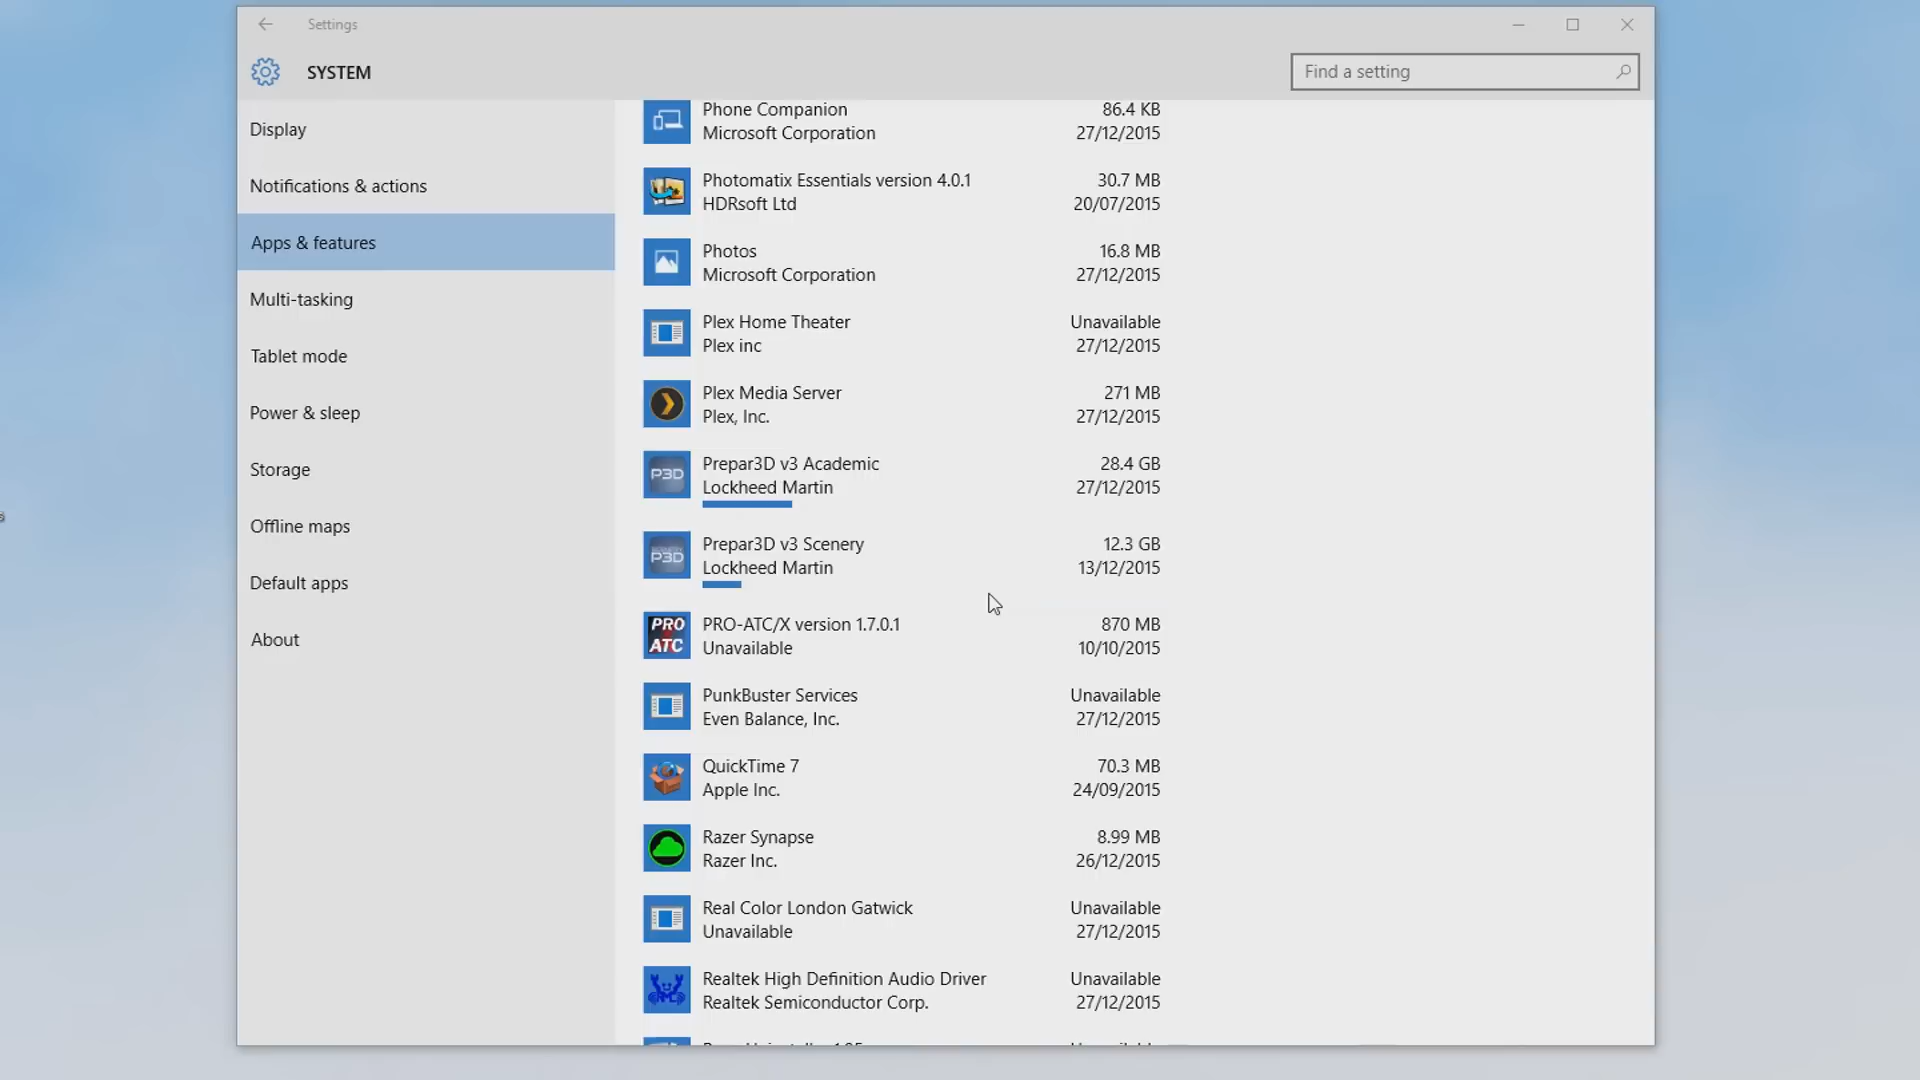 Settings
SYSTEM
Find a setting
Display
Notifications & actions
Apps & features
Multi-tasking
Tablet mode
Power & sleep
Storage
Offline maps
Default apps
About
Phone Companion 86.4 KB
Microsoft Corporation 27/12/2015
Photomatix Essentials version 4.0.1 30.7 MB
HDRsoft Ltd 20/07/2015
Photos 16.8 MB
Microsoft Corporation 27/12/2015
Plex Home Theater Unavailable
Plex inc 27/12/2015
Plex Media Server 271 MB
Plex, Inc. 27/12/2015
P3D
Prepar3D v3 Academic 28.4 GB
Lockheed Martin 27/12/2015
P3D
Prepar3D v3 Scenery 12.3 GB
Lockheed Martin 13/12/2015
PRO
ATC
PRO-ATC/X version 1.7.0.1 870 MB
Unavailable 10/10/2015
PunkBuster Services Unavailable
Even Balance, Inc. 27/12/2015
QuickTime 7 70.3 MB
Apple Inc. 24/09/2015
Razer Synapse 8.99 MB
Razer Inc. 26/12/2015
Real Color London Gatwick Unavailable
Unavailable 27/12/2015
Realtek High Definition Audio Driver Unavailable
Realtek Semiconductor Corp. 27/12/2015